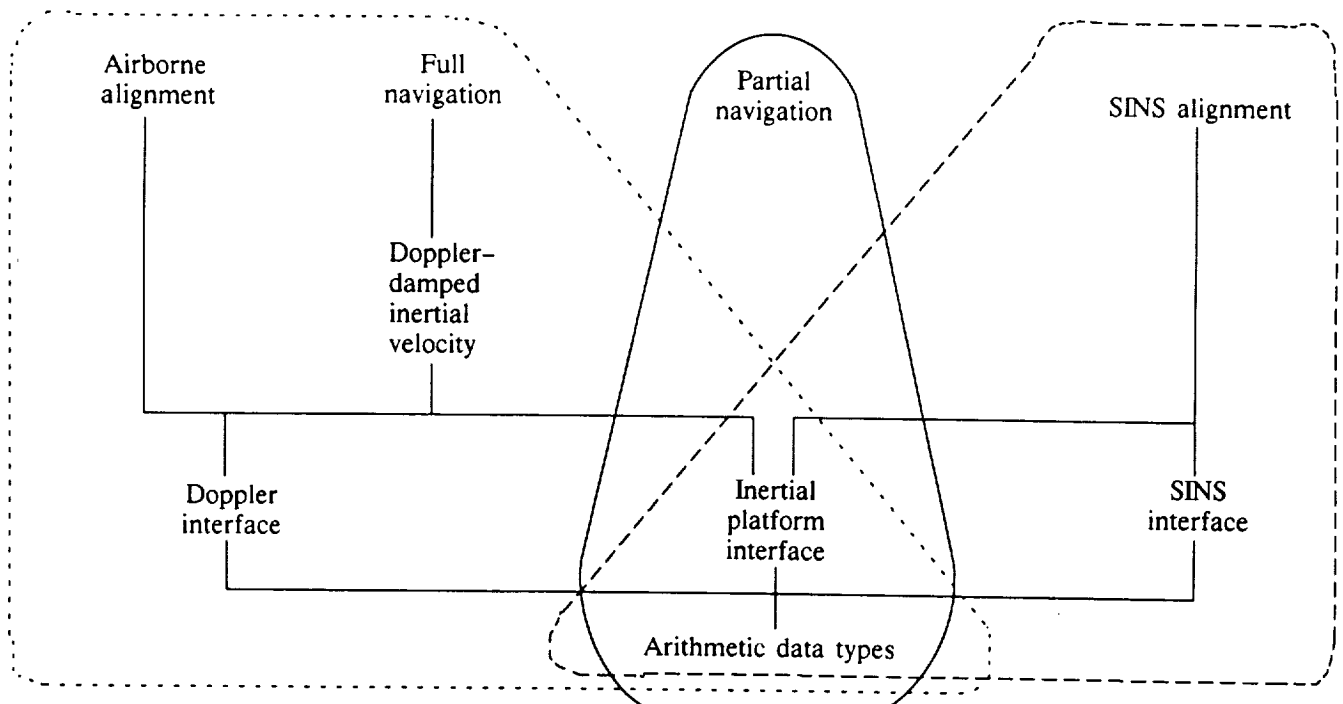 Airborne
alignment
Full
navigation
Partial
navigation
SINS alignment
Doppler–
damped
inertial
velocity
Doppler
interface
Inertial
platform
interface
SINS
interface
Arithmetic data types